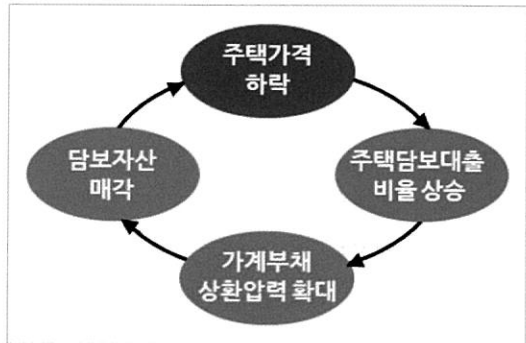 주택가격
하락
주택담보대출
비율 상승
가계부채
상환압력 확대
담보자산
매각